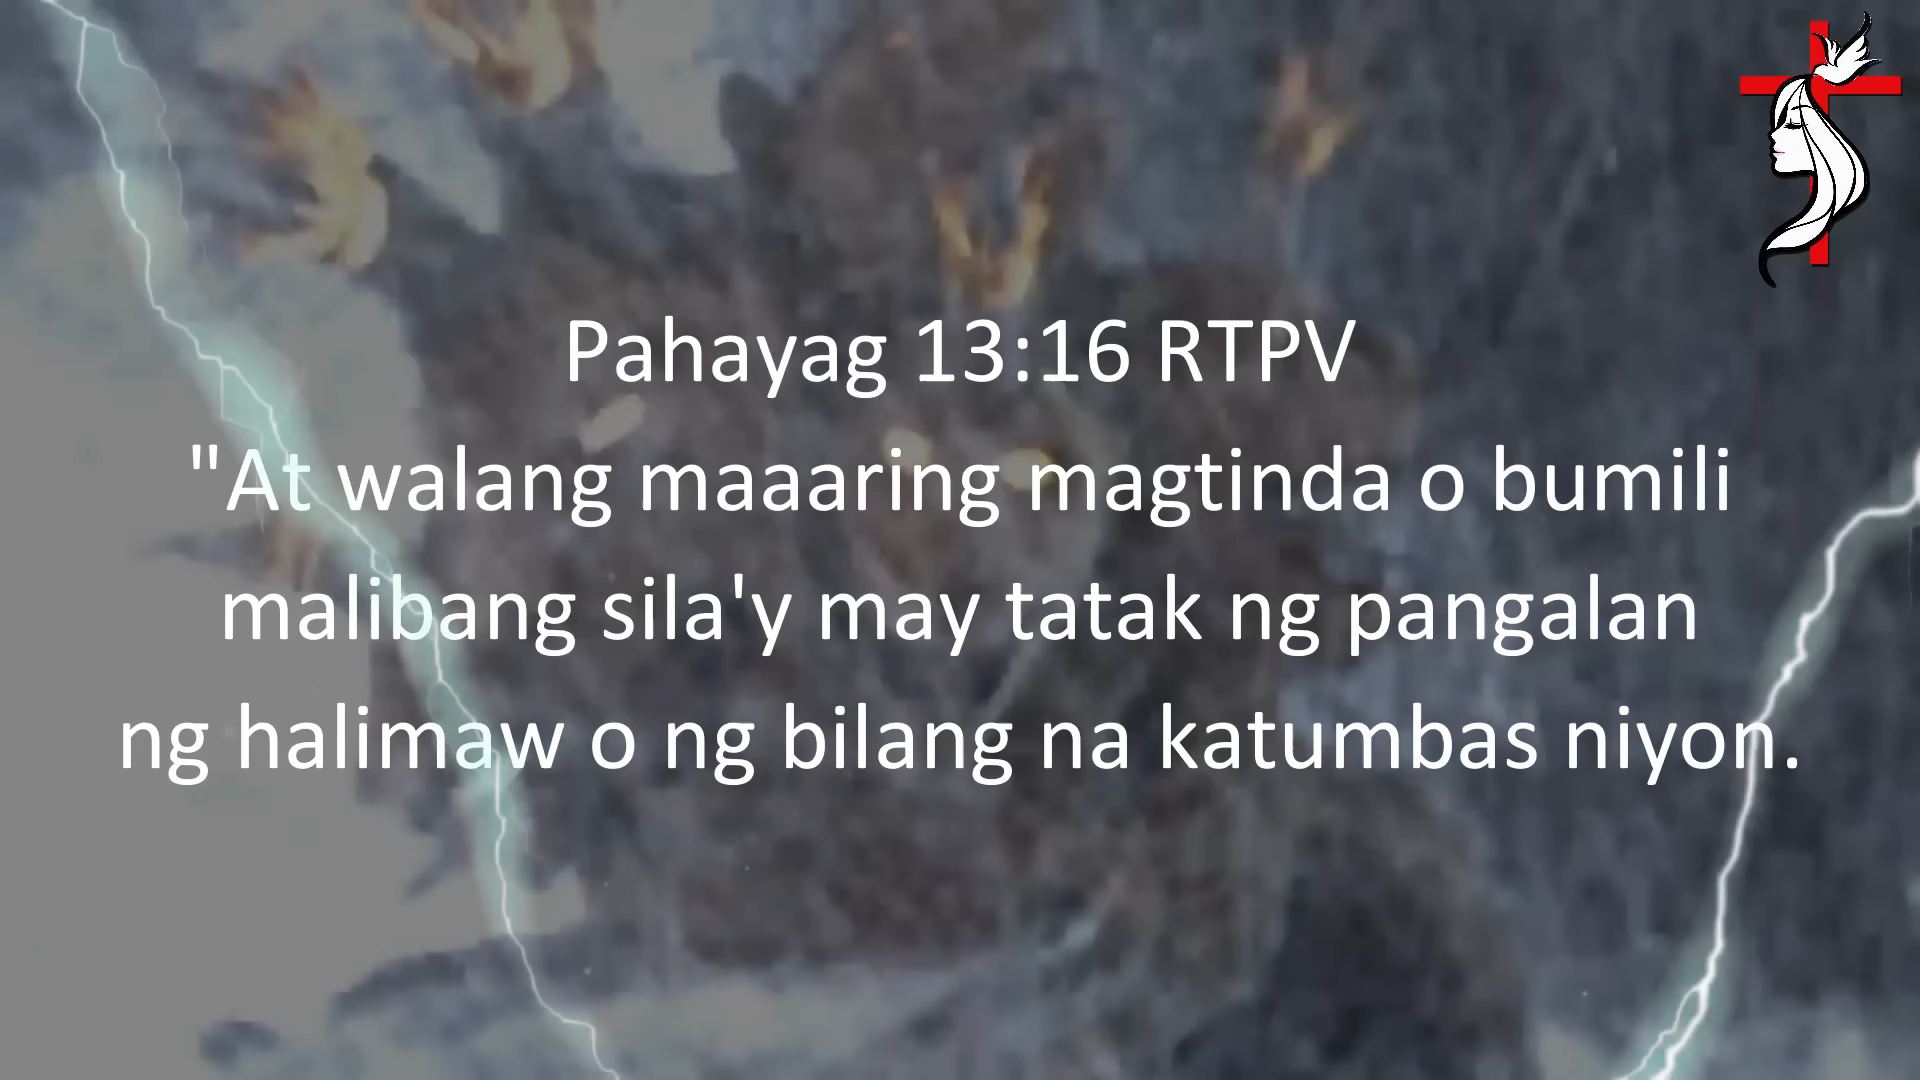 Pahayag 13:16 RTPV
"At walang maaaring magtinda o bumili
malibang sila'y may tatak ng pangalan
ng halimaw o ng bilang na katumbas niyon.